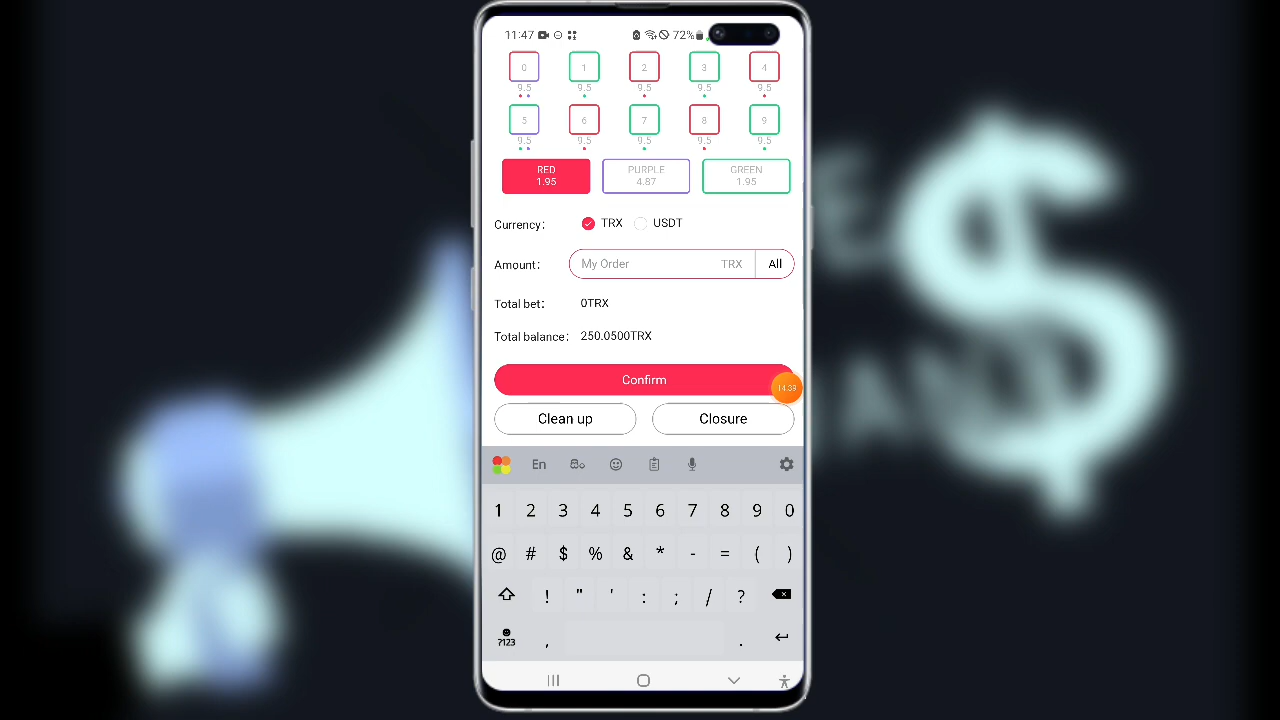 11:47 72%
0 1 2 3 4
9.5 9.5 9.5 9.5 9.5
5 6 7 8 9
9.5 9.5 9.5 9.5 9.5
RED PURPLE GREEN
1.95 4.87 1.95
Currency: TRX USDT
Amount: My Order TRX All
Total bet: 0TRX
Total balance: 250.0500TRX
Confirm
14:39
Clean up Closure
En
1 2 3 4 5 6 7 8 9 0
@ # $ % & * - = ( )
! " ' : ; / ?
?123 , .